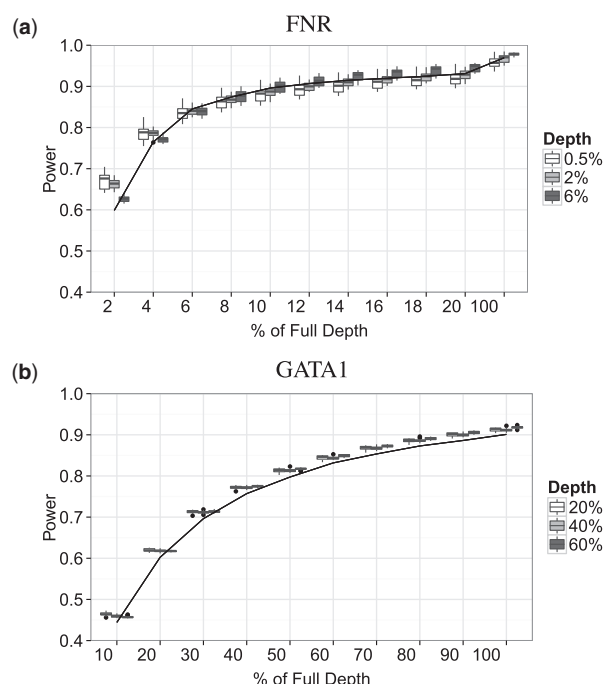 (a)
FNR
1.0
0.9
0.8
0.7
0.6
0.5
0.4
Power
2 4 6 8 10 12 14 16 18 20 100
% of Full Depth
Depth
0.5%
2%
6%
(b)
GATA1
1.0
0.9
0.8
0.7
0.6
0.5
0.4
Power
10 20 30 40 50 60 70 80 80 100
% of Full Depth
Depth
20%
40%
60%